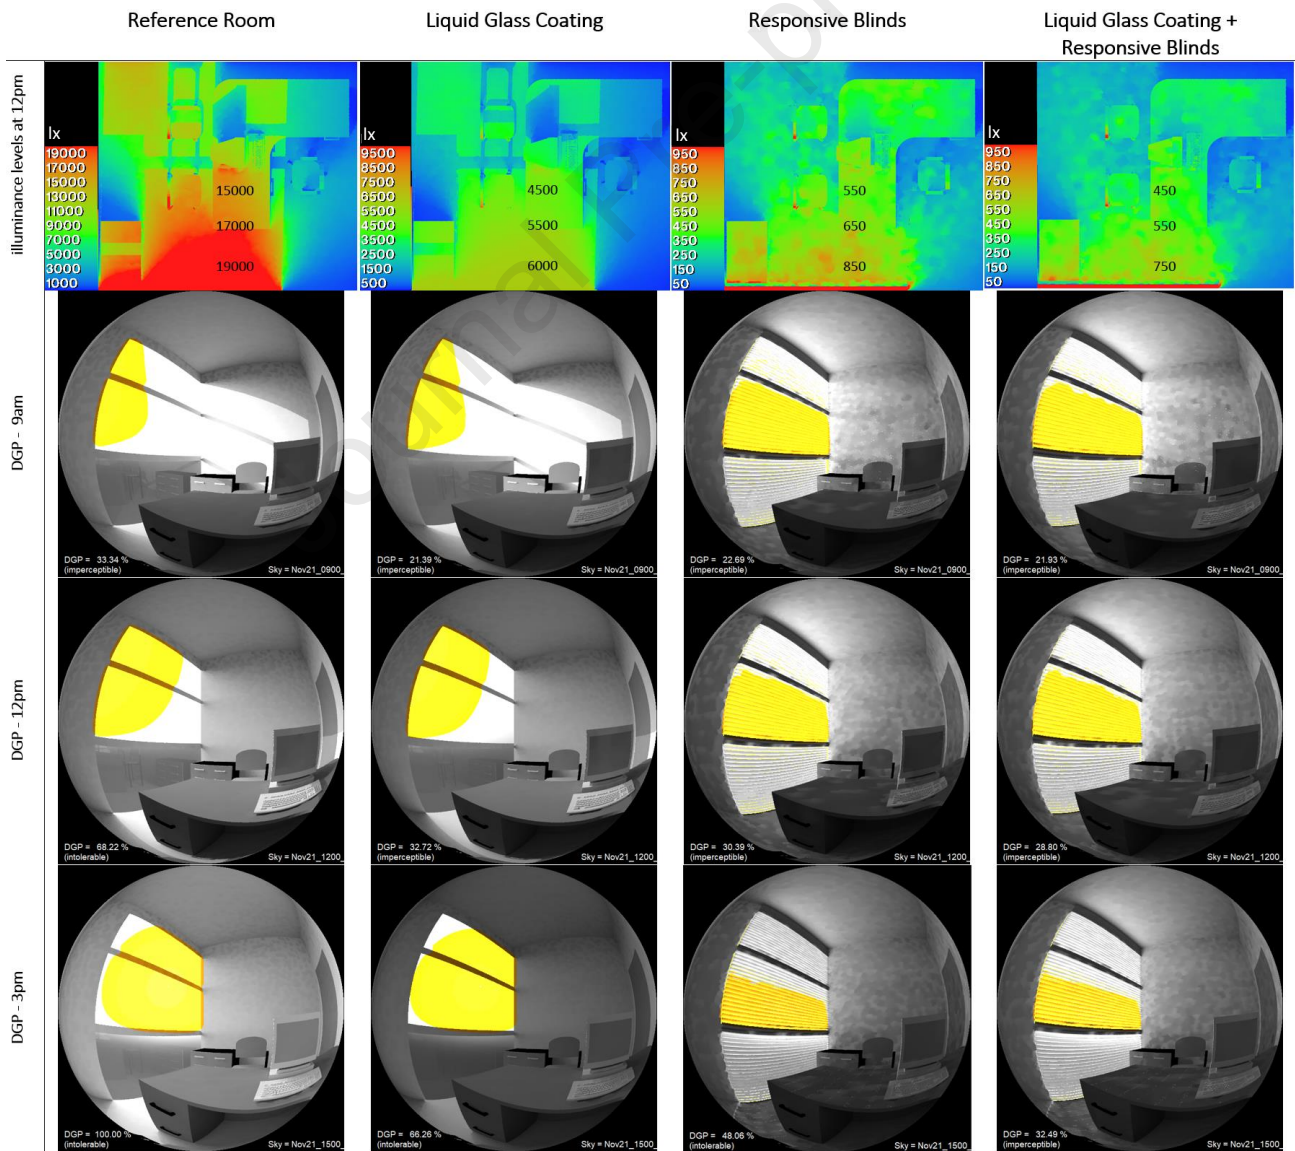 Reference Room
Liquid Glass Coating
Responsive Blinds
Liquid Glass Coating +
Responsive Blinds
illuminance levels at 12pm
lx
19000
17000
15000
13000
11000
9000
7000
5000
3000
1000
15000
17000
19000
lx
9500
8500
7500
6500
5500
4500
3500
2500
1500
500
4500
5500
6000
lx
950
850
750
650
550
450
350
250
150
50
550
650
850
lx
950
850
750
650
550
450
350
250
150
50
450
550
750
DGP - 9am
DGP = 33.34 %
(imperceptible)
Sky = Nov21_0900_
DGP = 21.39 %
(imperceptible)
Sky = Nov21_0900_
DGP = 22.69 %
(imperceptible)
Sky = Nov21_0900_
DGP = 21.93 %
(imperceptible)
Sky = Nov21_0900_
DGP - 12pm
DGP = 68.22 %
(intolerable)
Sky = Nov21_1200_
DGP = 32.72 %
(imperceptible)
Sky = Nov21_1200_
DGP = 30.39 %
(imperceptible)
Sky = Nov21_1200_
DGP = 28.80 %
(imperceptible)
Sky = Nov21_1200_
DGP - 3pm
DGP = 100.00 %
(intolerable)
Sky = Nov21_1500_
DGP = 66.26 %
(intolerable)
Sky = Nov21_1500_
DGP = 48.06 %
(intolerable)
Sky = Nov21_1500_
DGP = 32.49 %
(imperceptible)
Sky = Nov21_1500_